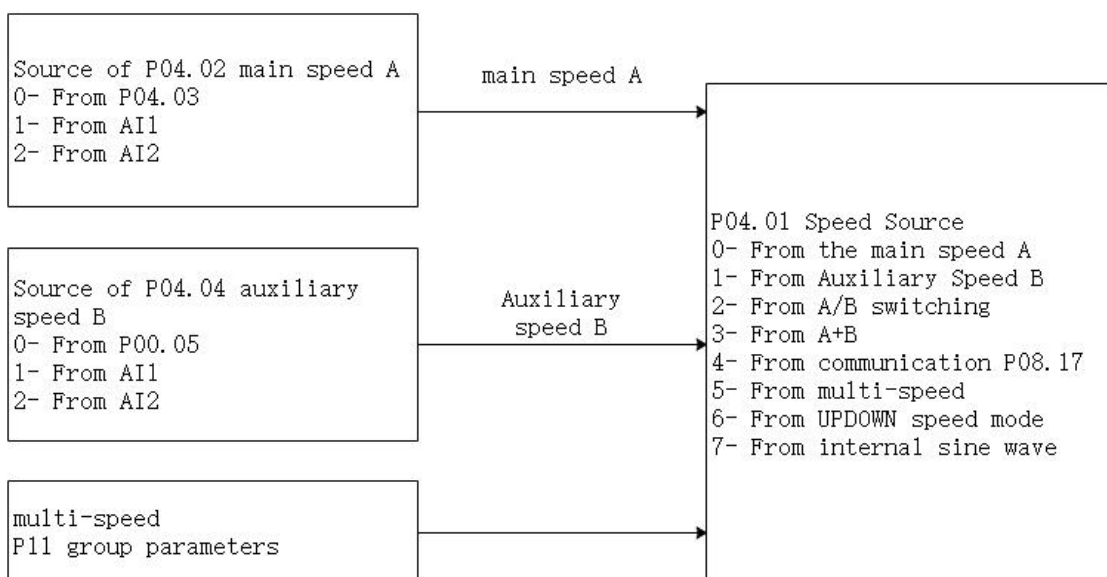 Source of P04.02 main speed A
0- From P04.03
1- From AI1
2- From AI2
main speed A
Source of P04.04 auxiliary
speed B
0- From P00.05
1- From AI1
2- From AI2
Auxiliary
speed B
multi-speed
P11 group parameters
P04.01 Speed Source
0- From the main speed A
1- From Auxiliary Speed B
2- From A/B switching
3- From A+B
4- From communication P08.17
5- From multi-speed
6- From UPDOWN speed mode
7- From internal sine wave